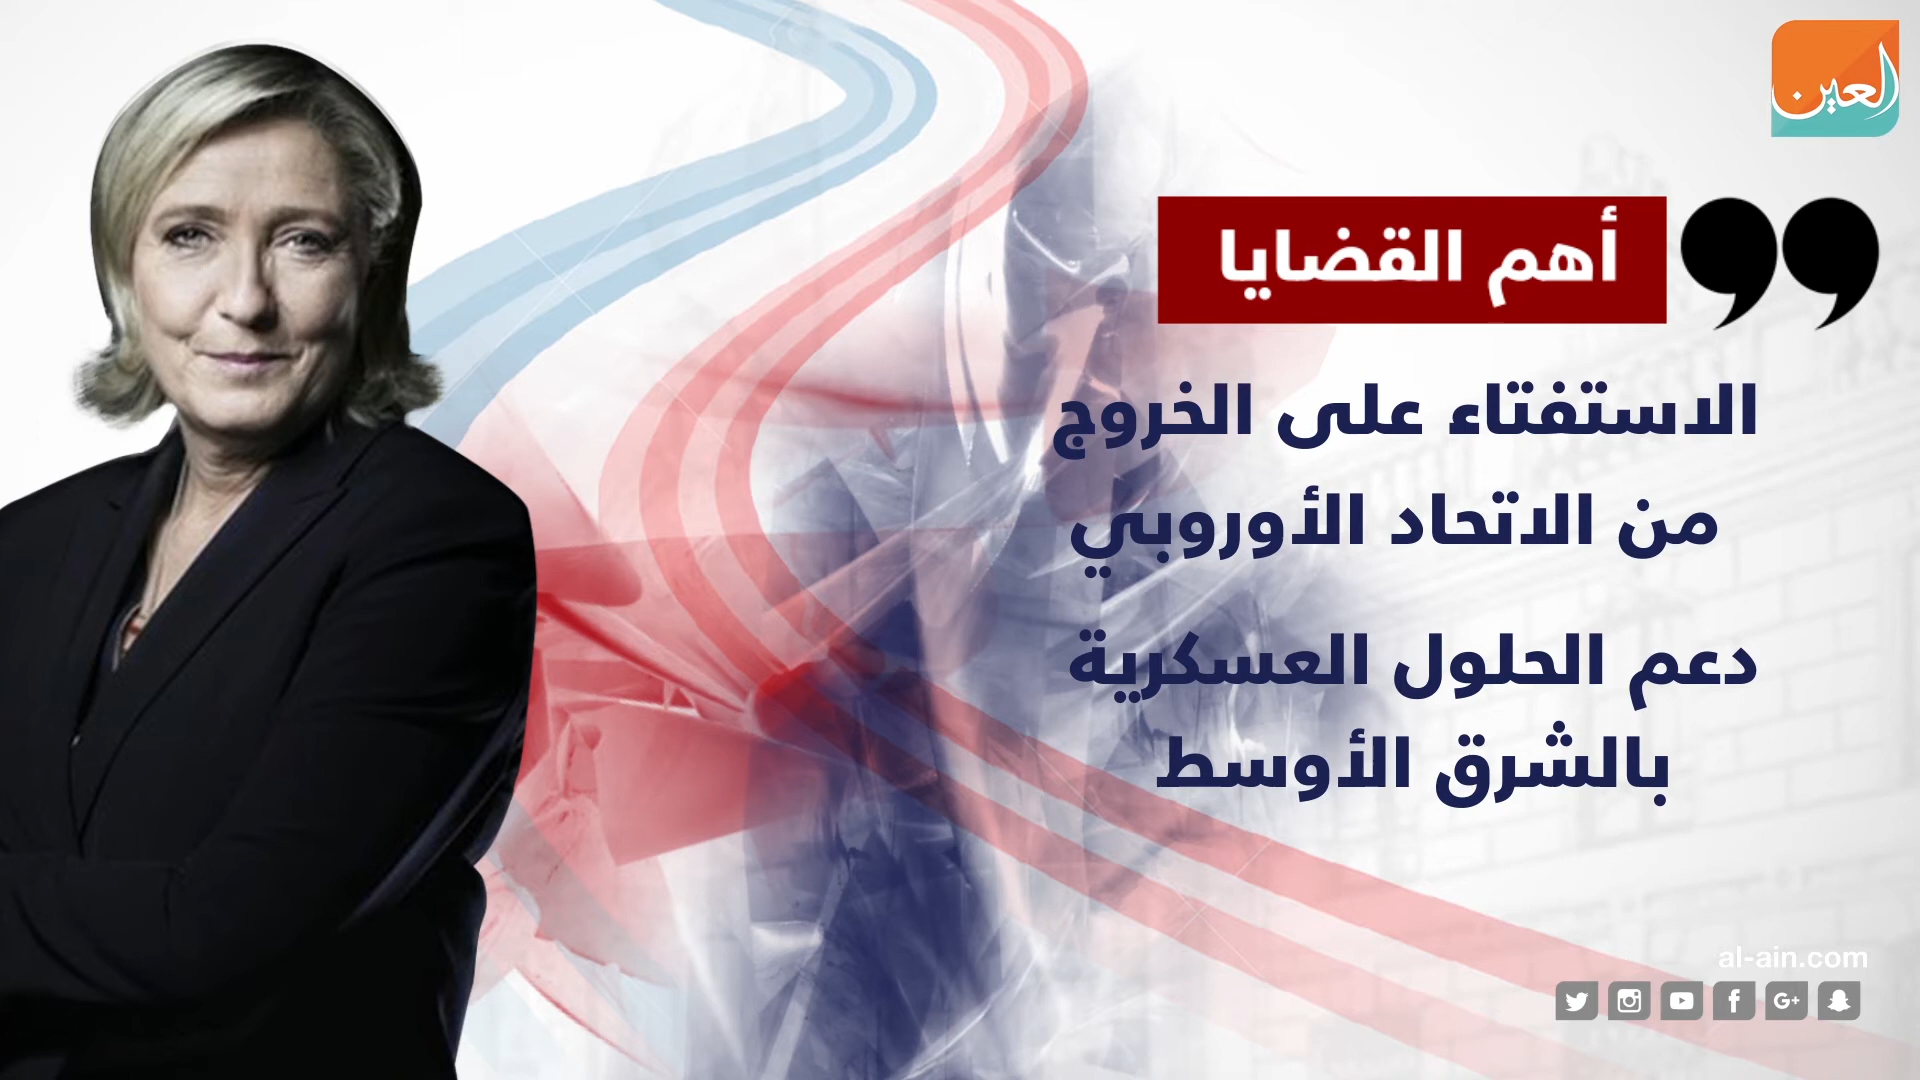 العين
أهم القضايا
الاستفتاء على الخروج
من الاتحاد الأوروبي
دعم الحلول العسكرية
بالشرق الأوسط
al-ain.com